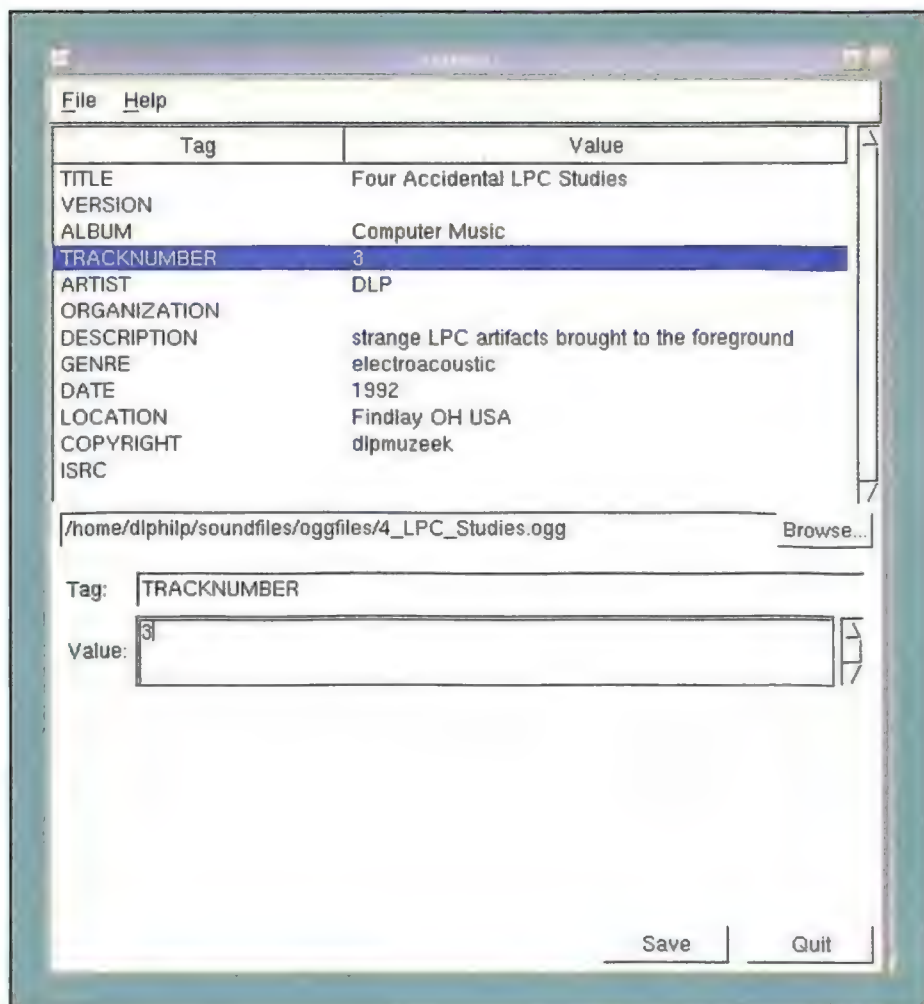 File Help
Tag Value
TITLE Four Accidental LPC Studies
VERSION
ALBUM Computer Music
TRACKNUMBER 3
ARTIST DLP
ORGANIZATION
DESCRIPTION strange LPC artifacts brought to the foreground
GENRE electroacoustic
DATE 1992
LOCATION Findlay OH USA
COPYRIGHT dlpmuzeek
ISRC
/home/dlphilp/soundfiles/oggfiles/4_LPC_Studies.ogg Browse...
Tag: TRACKNUMBER
Value: 3
Save Quit